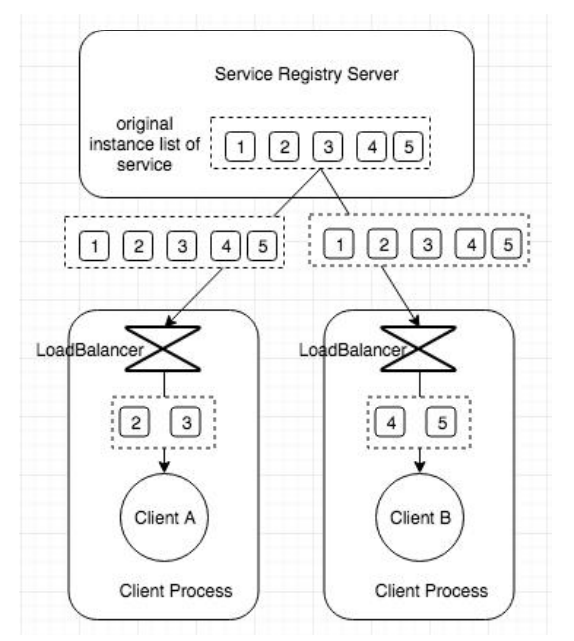 Service Registry Server
original
instance list of
service
1 2 3 4 5
1 2 3 4 5
1 2 3 4 5
LoadBalancer
LoadBalancer
2 3
4 5
Client A
Client B
Client Process
Client Process